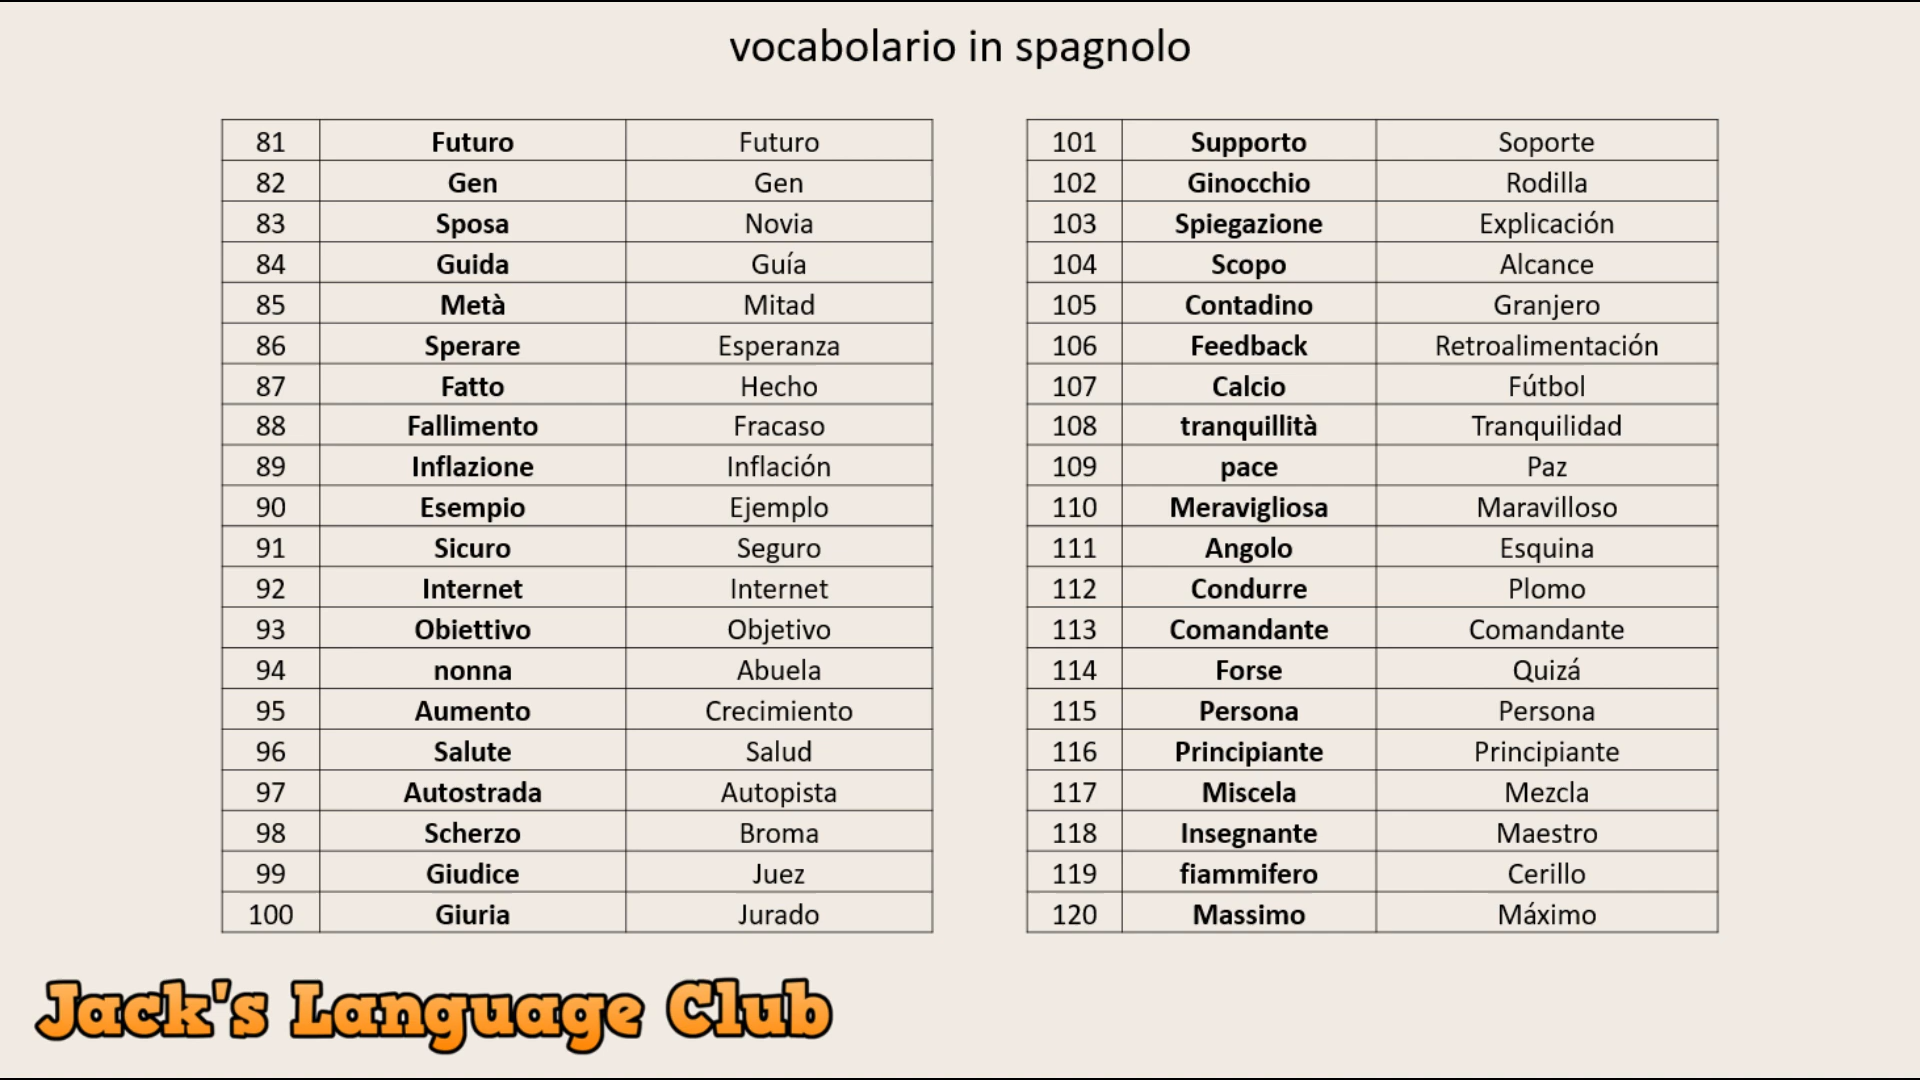 vocabolario in spagnolo
81 Futuro Futuro
82 Gen Gen
83 Sposa Novia
84 Guida Guía
85 Metà Mitad
86 Sperare Esperanza
87 Fatto Hecho
88 Fallimento Fracaso
89 Inflazione Inflación
90 Esempio Ejemplo
91 Sicuro Seguro
92 Internet Internet
93 Obiettivo Objetivo
94 nonna Abuela
95 Aumento Crecimiento
96 Salute Salud
97 Autostrada Autopista
98 Scherzo Broma
99 Giudice Juez
100 Giuria Jurado
101 Supporto Soporte
102 Ginocchio Rodilla
103 Spiegazione Explicación
104 Scopo Alcance
105 Contadino Granjero
106 Feedback Retroalimentación
107 Calcio Fútbol
108 tranquillità Tranquilidad
109 pace Paz
110 Meravigliosa Maravilloso
111 Angolo Esquina
112 Condurre Plomo
113 Comandante Comandante
114 Forse Quizá
115 Persona Persona
116 Principiante Principiante
117 Miscela Mezcla
118 Insegnante Maestro
119 fiammifero Cerillo
120 Massimo Máximo
Jack's Language Club